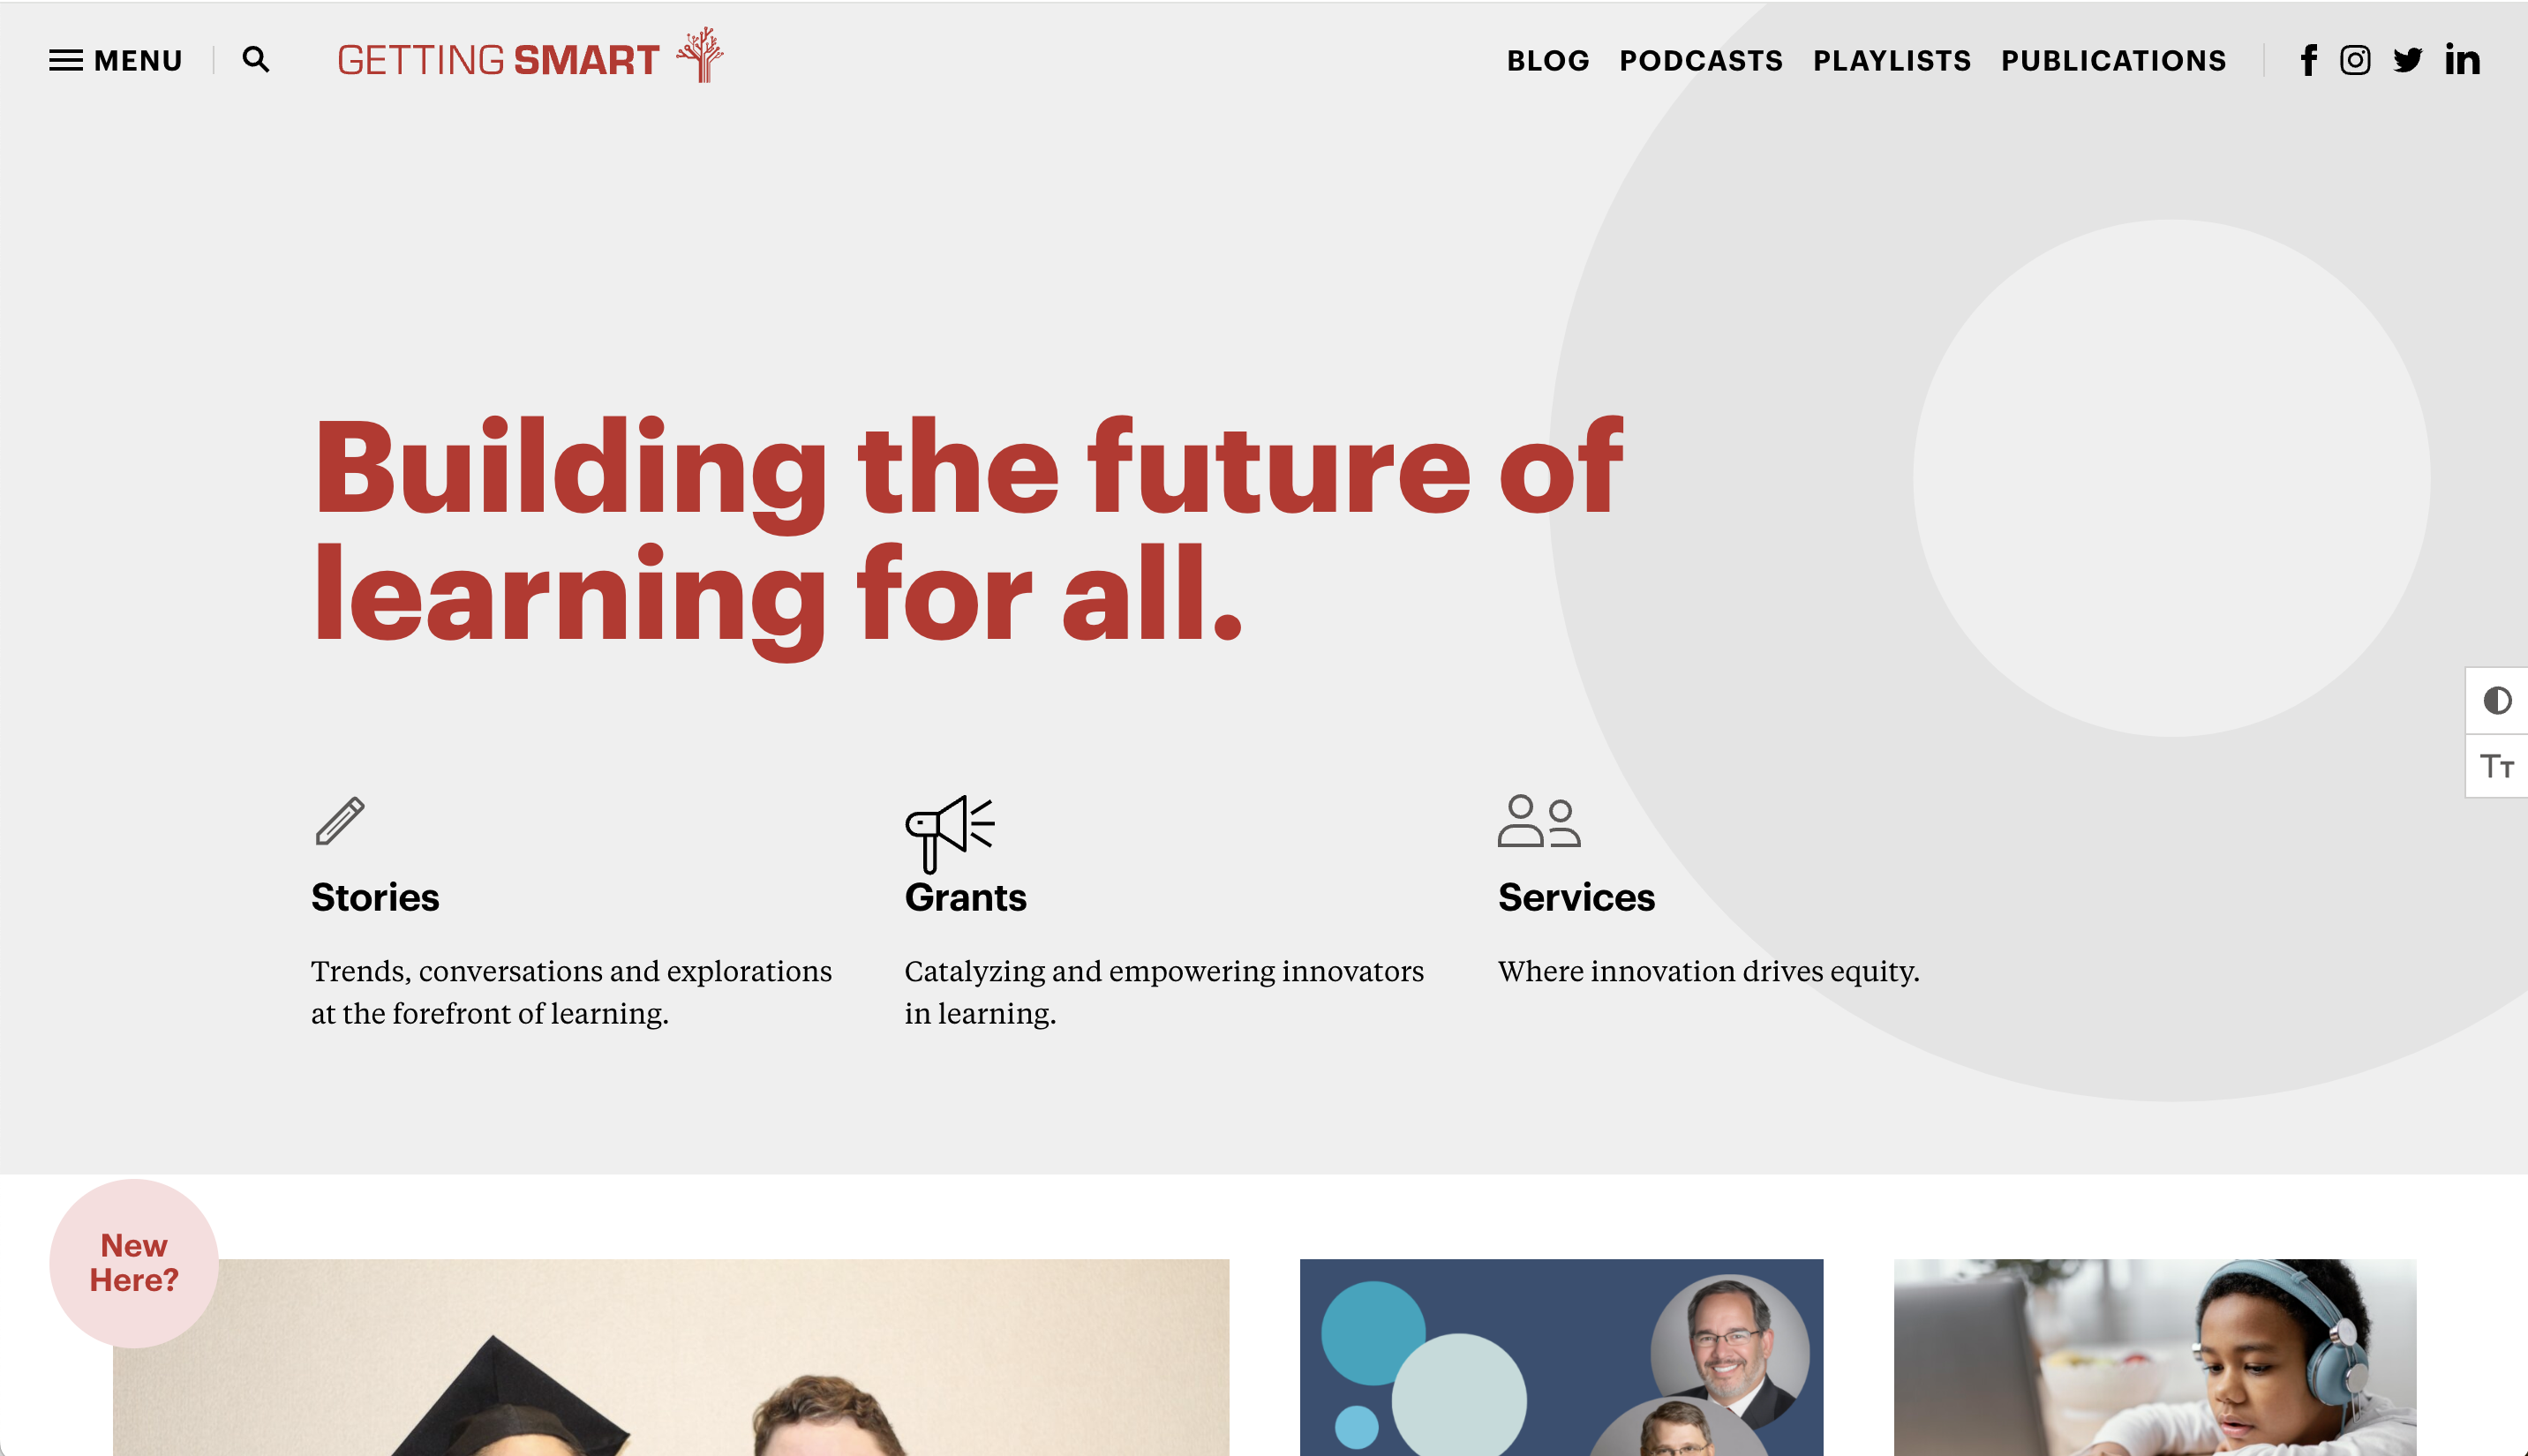 MENU
GETTING SMART
BLOG PODCASTS PLAYLISTS PUBLICATIONS
Building the future of
learning for all.
Tт
Stories
Trends, conversations and explorations
at the forefront of learning.
Grants
Catalyzing and empowering innovators
in learning.
Services
Where innovation drives equity.
New
Here?